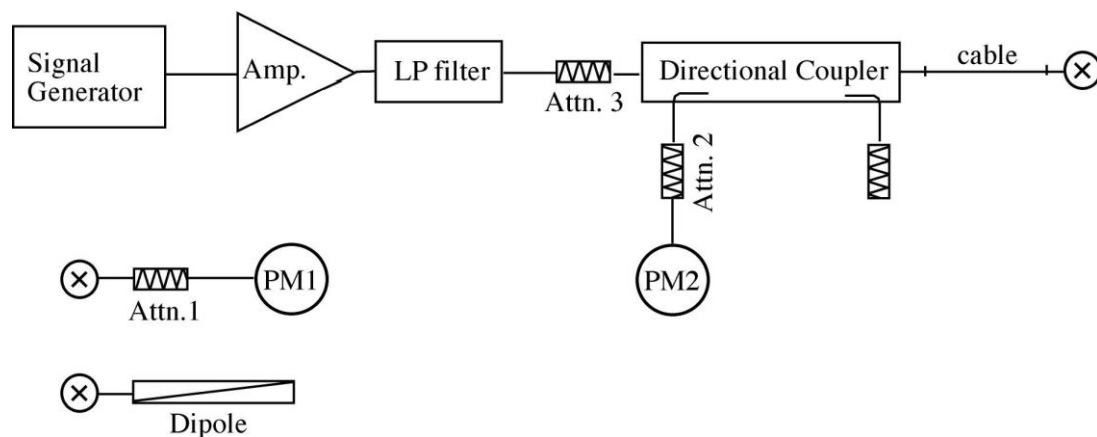 Signal
Generator
Amp.
LP filter
Attn. 3
Directional Coupler
cable
Attn. 2
PM1
Attn.1
PM2
Dipole